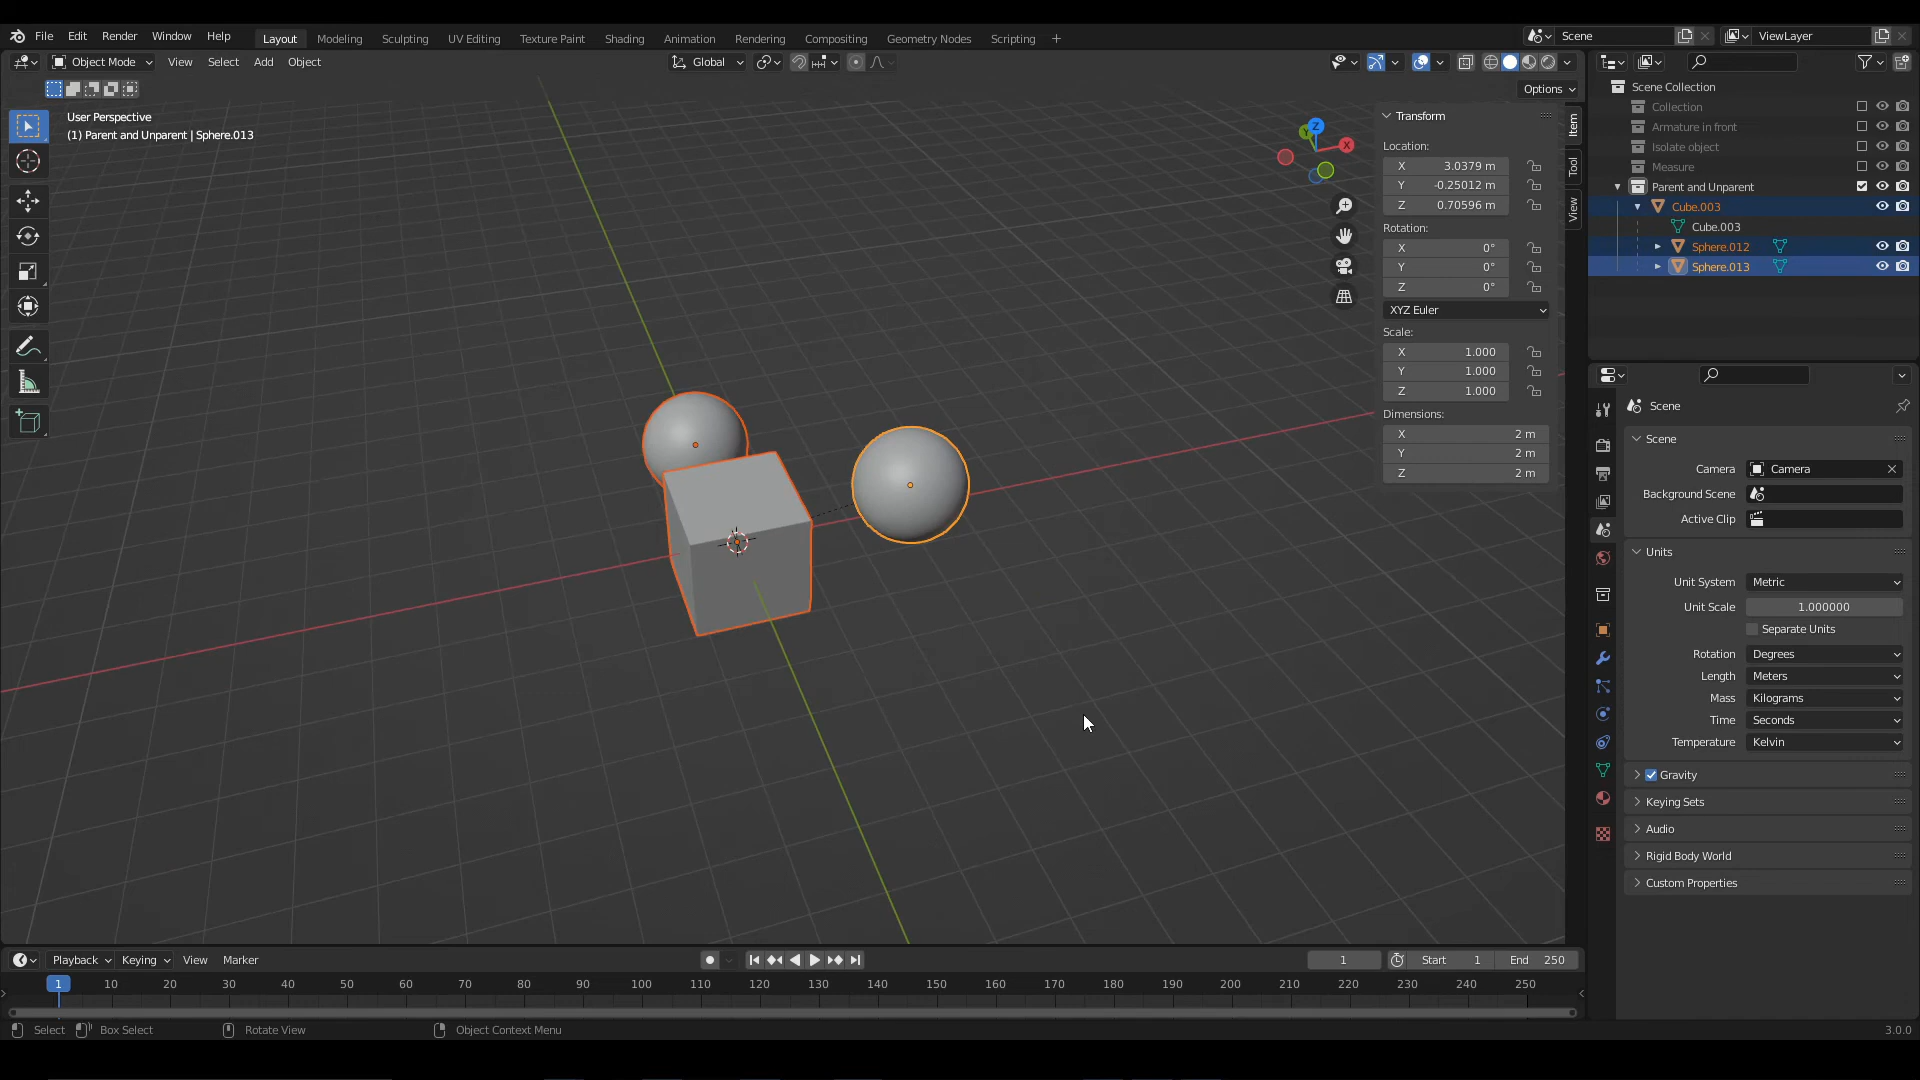 File Edit Render Window Help
Layout Modeling Sculpting UV Editing Texture Paint Shading Animation Rendering Compositing Geometry Nodes Scripting +
Scene
ViewLayer
Object Mode View Select Add Object
Global
Options
User Perspective
(1) Parent and Unparent | Sphere.013
Z
Y
X
Transform
Location:
X 3.0379 m
Y -0.25012 m
Z 0.70596 m
Rotation:
X 0°
Y 0°
Z 0°
XYZ Euler
Scale:
X 1.000
Y 1.000
Z 1.000
Dimensions:
X 2 m
Y 2 m
Z 2 m
Item
Tool
View
Scene Collection
Collection
Armature in front
Isolate object
Measure
Parent and Unparent
Cube.003
Cube.003
Sphere.012
Sphere.013
Scene
Scene
Camera Camera
Background Scene
Active Clip
Units
Unit System Metric
Unit Scale 1.000000
Separate Units
Rotation Degrees
Length Meters
Mass Kilograms
Time Seconds
Temperature Kelvin
Gravity
Keying Sets
Audio
Rigid Body World
Custom Properties
Playback Keying View Marker
1 Start 1 End 250
1 10 20 30 40 50 60 70 80 90 100 110 120 130 140 150 160 170 180 190 200 210 220 230 240 250
Select Box Select Rotate View Object Context Menu 3.0.0